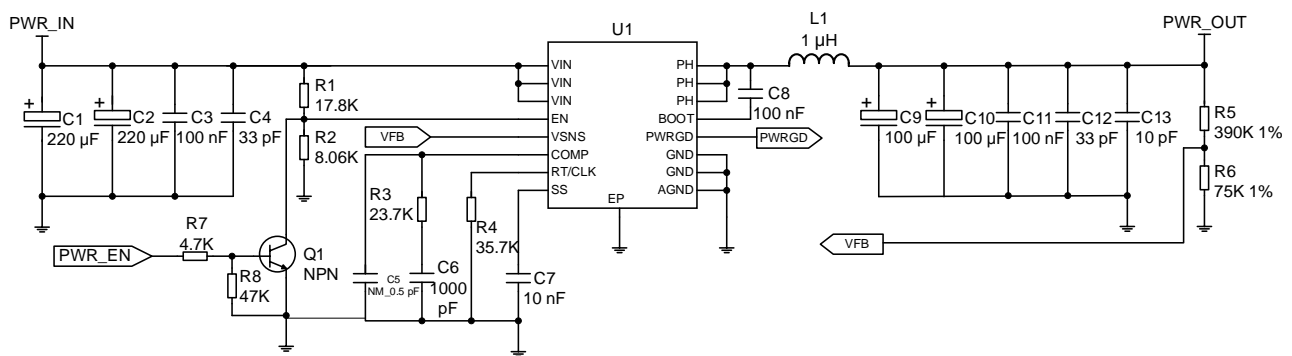 PWR_IN
U1
L1
1 µH
PWR_OUT
VIN
VIN
VIN
EN
VSNS
COMP
RT/CLK
SS
EP
PH
PH
PH
BOOT
PWRGD
GND
GND
AGND
C1
220 µF
C2
220 µF
C3
100 nF
C4
33 pF
R1
17.8K
R2
8.06K
VFB
C8
100 nF
PWRGD
C9
100 µF
C10
100 µF
C11
100 nF
C12
33 pF
C13
10 pF
R5
390K 1%
R6
75K 1%
VFB
R3
23.7K
R4
35.7K
R7
4.7K
PWR_EN
R8
47K
Q1
NPN
C5
NM_0.5 pF
C6
1000
pF
C7
10 nF